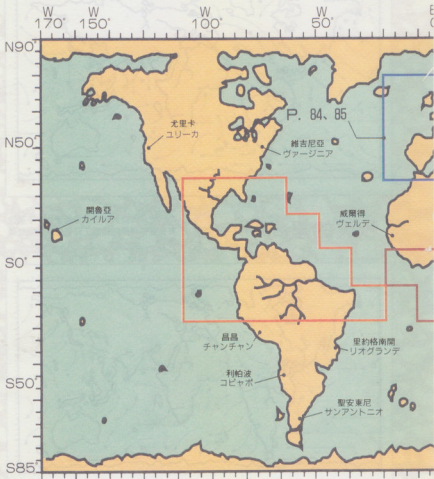 W W W E
170° 150° 100° 50° 0
N90°
N50°
S0°
S50°
S85°
P. 84、85
尤里卡
ユリーカ
維吉尼亞
ヴァージニア
開魯亞
カイルア
威爾得
ヴェルデ
昌昌
チャンチャン
里約格南開
リオグランデ
利帕波
コピャポ
聖安東尼
サンアントニオ